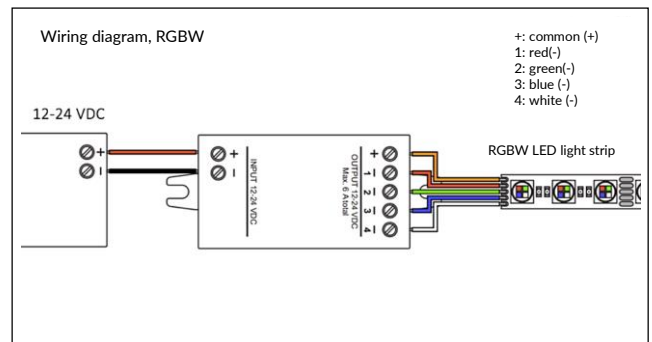 Wiring diagram, RGBW
+: common (+)
1: red(-)
2: green(-)
3: blue (-)
4: white (-)
12-24 VDC
RGBW LED light strip
+
-
+
-
INPUT 12-24 VDC
OUTPUT 12-24 VDC
Max. 6 Atotal
+
1 -
2 -
3 -
4 -